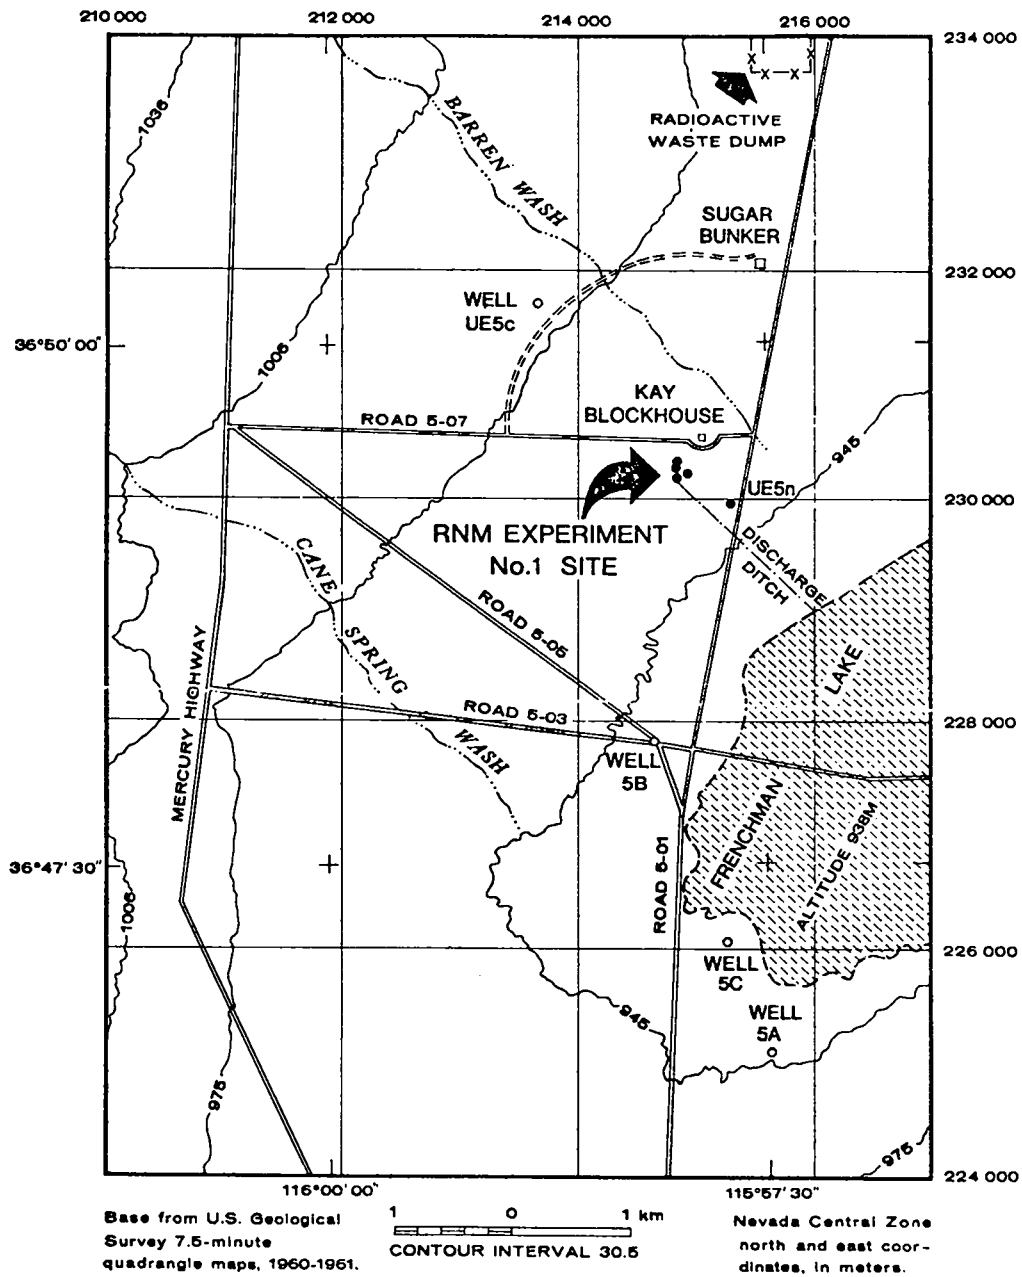 210 000
212 000
214 000
216 000
234 000
1036
BARREN WASH
RADIOACTIVE
WASTE DUMP
SUGAR
BUNKER
232 000
WELL
UE5c
36°50' 00"
1006
KAY
BLOCKHOUSE
ROAD 5-07
945
UE5n
230 000
RNM EXPERIMENT
No.1 SITE
DISCHARGE
DITCH
CANE SPRING WASH
ROAD 5-05
LAKE
MERCURY HIGHWAY
ROAD 5-03
228 000
WELL
5B
FRENCHMAN
ALTITUDE 938M
36°47' 30"
ROAD 5-01
1006
226 000
WELL
5C
945
WELL
5A
975
975
224 000
116°00' 00"
115°57' 30"
Base from U.S. Geological
Survey 7.5-minute
quadrangle maps, 1960-1961.
1 0 1 km
CONTOUR INTERVAL 30.5
Nevada Central Zone
north and east coor-
dinates, in meters.